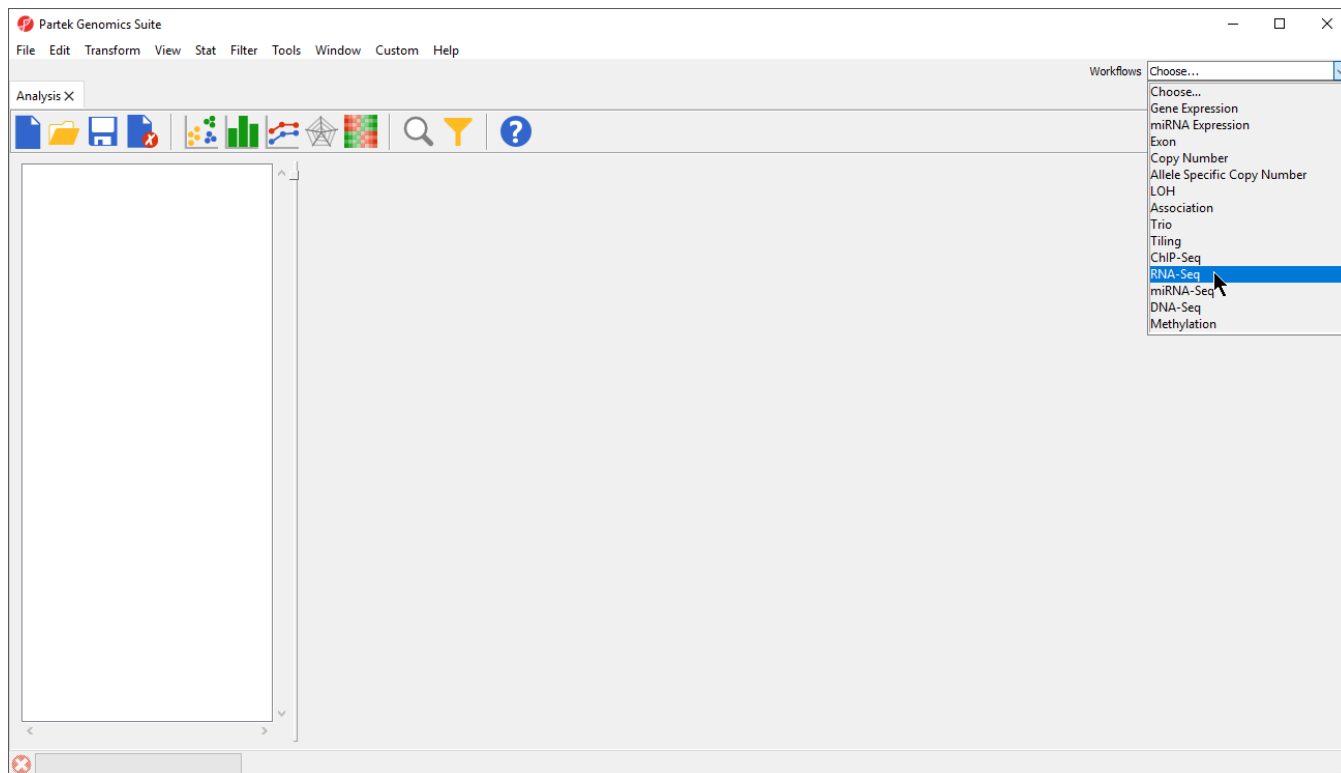 Partek Genomics Suite
File Edit Transform View Stat Filter Tools Window Custom Help
Workflows Choose...
Analysis
Choose...
Gene Expression
miRNA Expression
Exon
Copy Number
Allele Specific Copy Number
LOH
Association
Trio
Tiling
ChIP-Seq
RNA-Seq
miRNA-Seq
DNA-Seq
Methylation